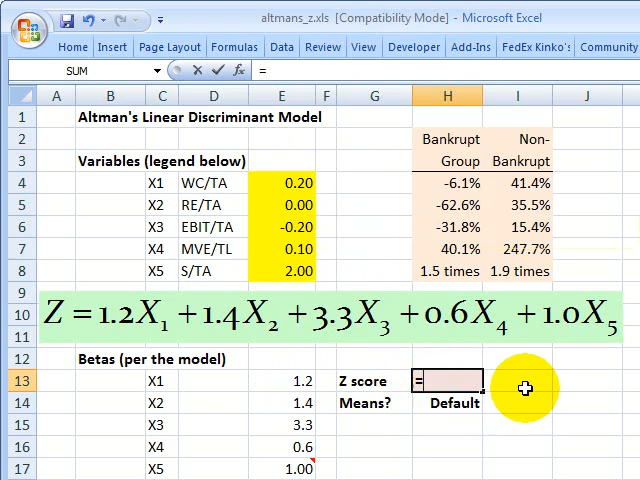 altmans_z.xls [Compatibility Mode] - Microsoft Excel
Home Insert Page Layout Formulas Data Review View Developer Add-Ins FedEx Kinko's Community
SUM =
A B C D E F G H I J
1 Altman's Linear Discriminant Model
2 Bankrupt Non-
3 Variables (legend below) Group Bankrupt
4 X1 WC/TA 0.20 -6.1% 41.4%
5 X2 RE/TA 0.00 -62.6% 35.5%
6 X3 EBIT/TA -0.20 -31.8% 15.4%
7 X4 MVE/TL 0.10 40.1% 247.7%
8 X5 S/TA 2.00 1.5 times 1.9 times
9
10 Z = 1.2X₁ + 1.4X₂ + 3.3X₃ + 0.6X₄ + 1.0X₅
11
12 Betas (per the model)
13 X1 1.2 Z score =
14 X2 1.4 Means? Default
15 X3 3.3
16 X4 0.6
17 X5 1.00